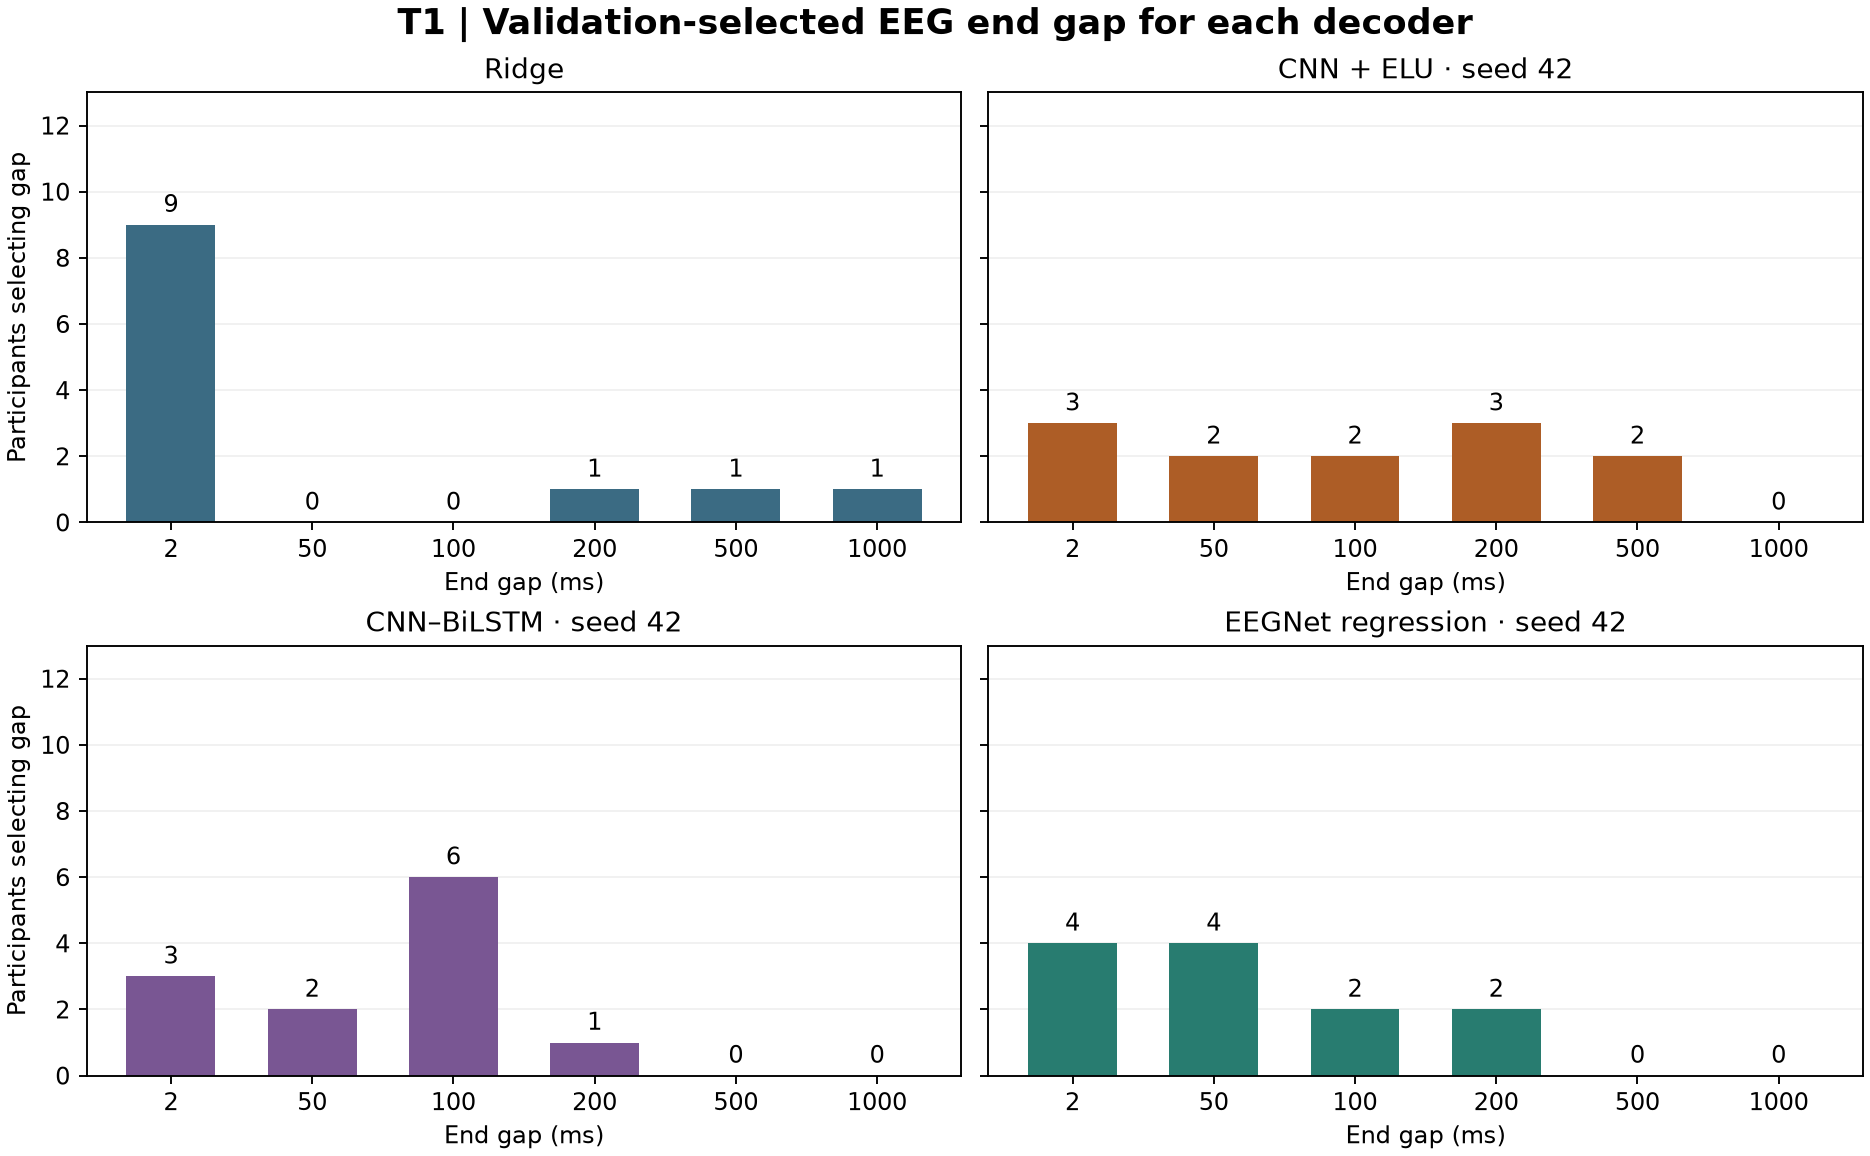 T1 | Validation-selected EEG end gap for each decoder
Ridge
Participants selecting gap
12
10
8
6
4
2
0
9
0
0
1
1
1
2 50 100 200 500 1000
End gap (ms)
CNN + ELU · seed 42
3
2
2
3
2
0
2 50 100 200 500 1000
End gap (ms)
CNN–BiLSTM · seed 42
Participants selecting gap
12
10
8
6
4
2
0
3
2
6
1
0
0
2 50 100 200 500 1000
End gap (ms)
EEGNet regression · seed 42
4
4
2
2
0
0
2 50 100 200 500 1000
End gap (ms)